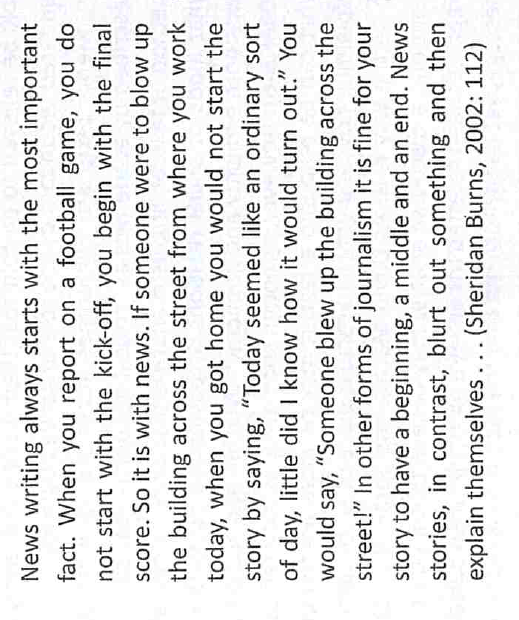 News writing always starts with the most important
fact. When you report on a football game, you do
not start with the kick-off, you begin with the final
score. So it is with news. If someone were to blow up
the building across the street from where you work
today, when you got home you would not start the
story by saying, “Today seemed like an ordinary sort
of day, little did I know how it would turn out.” You
would say, “Someone blew up the building across the
street!” In other forms of journalism it is fine for your
story to have a beginning, a middle and an end. News
stories, in contrast, blurt out something and then
explain themselves . . . (Sheridan Burns, 2002: 112)